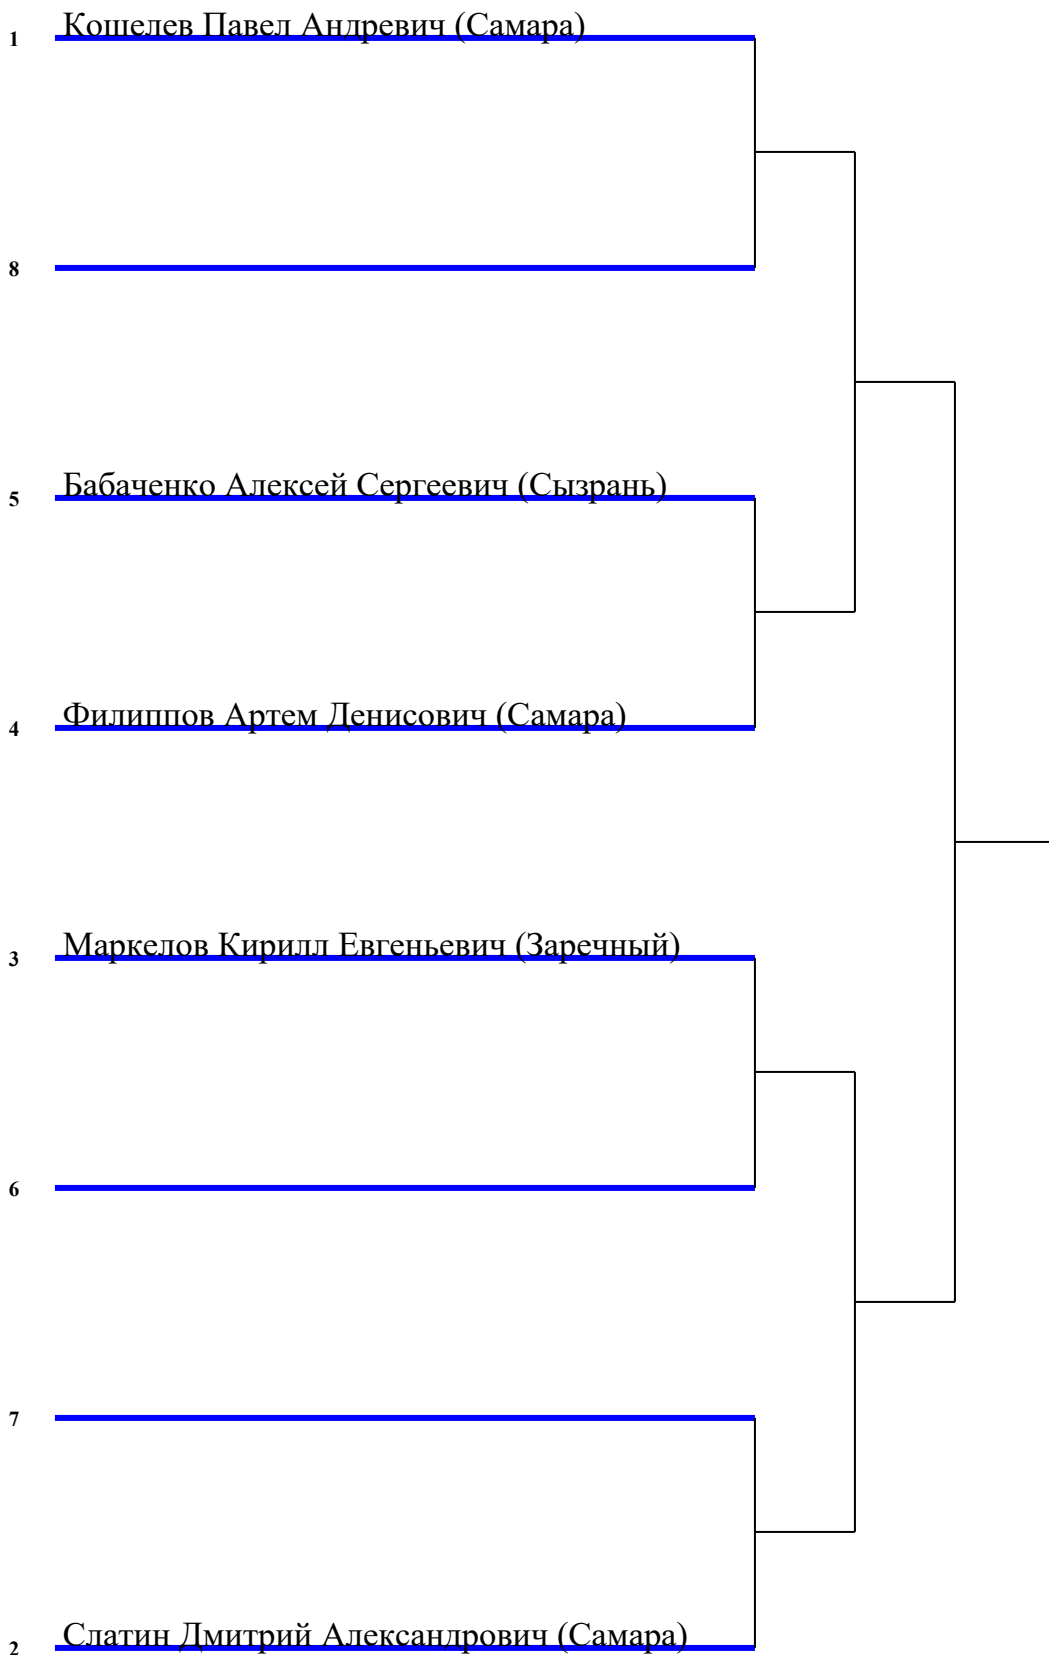 1 Кошелев Павел Андревич (Самара)
8
5 Бабаченко Алексей Сергеевич (Сызрань)
4 Филиппов Артем Денисович (Самара)
3 Маркелов Кирилл Евгеньевич (Заречный)
6
7
2 Слатин Дмитрий Александрович (Самара)